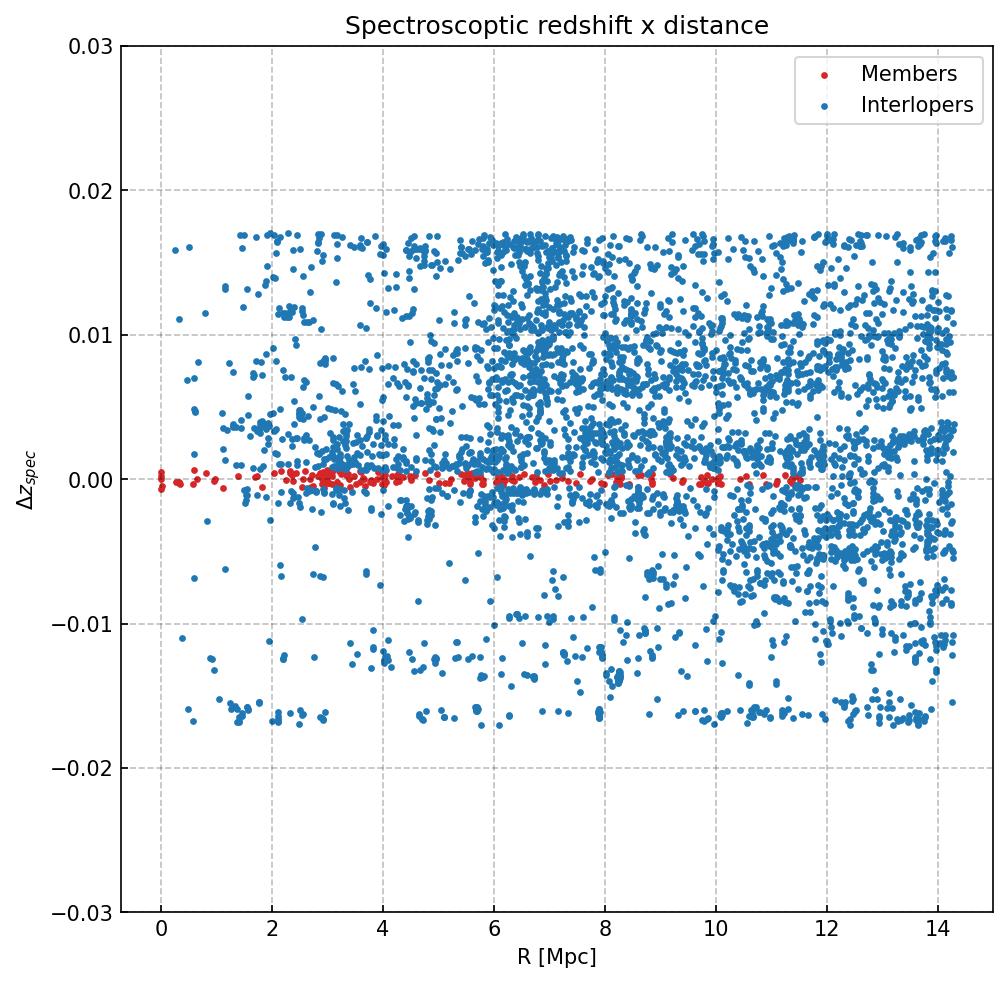 Spectroscoptic redshift x distance
Members
Interlopers
0.03
0.02
0.01
0.00
−0.01
−0.02
−0.03
Δz_spec
0 2 4 6 8 10 12 14
R [Mpc]